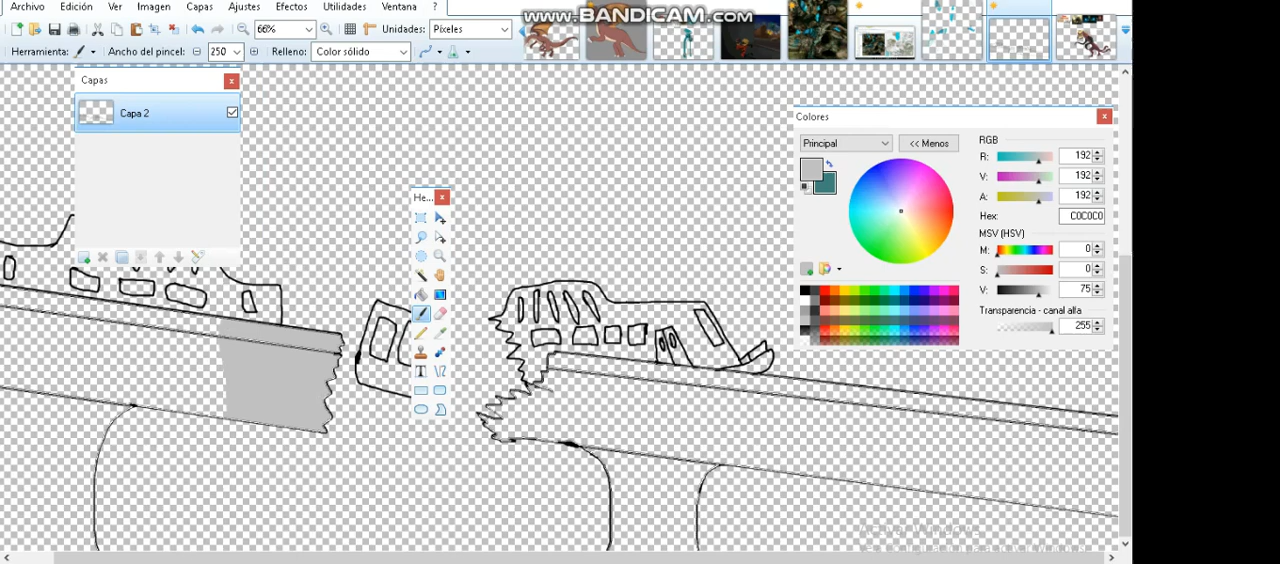 Archivo Edición Ver Imagen Capas Ajustes Efectos Utilidades Ventana ?
WWW.BANDICAM.COM
66% Unidades: Píxeles
Herramienta: Ancho del pincel: 250 Relleno: Color sólido
Capas
Capa 2
He...
Colores
Principal << Menos
RGB
R: 192
V: 192
A: 192
Hex: C0C0C0
MSV (HSV)
M: 0
S: 0
V: 75
Transparencia - canal alfa
255
Activar Windows